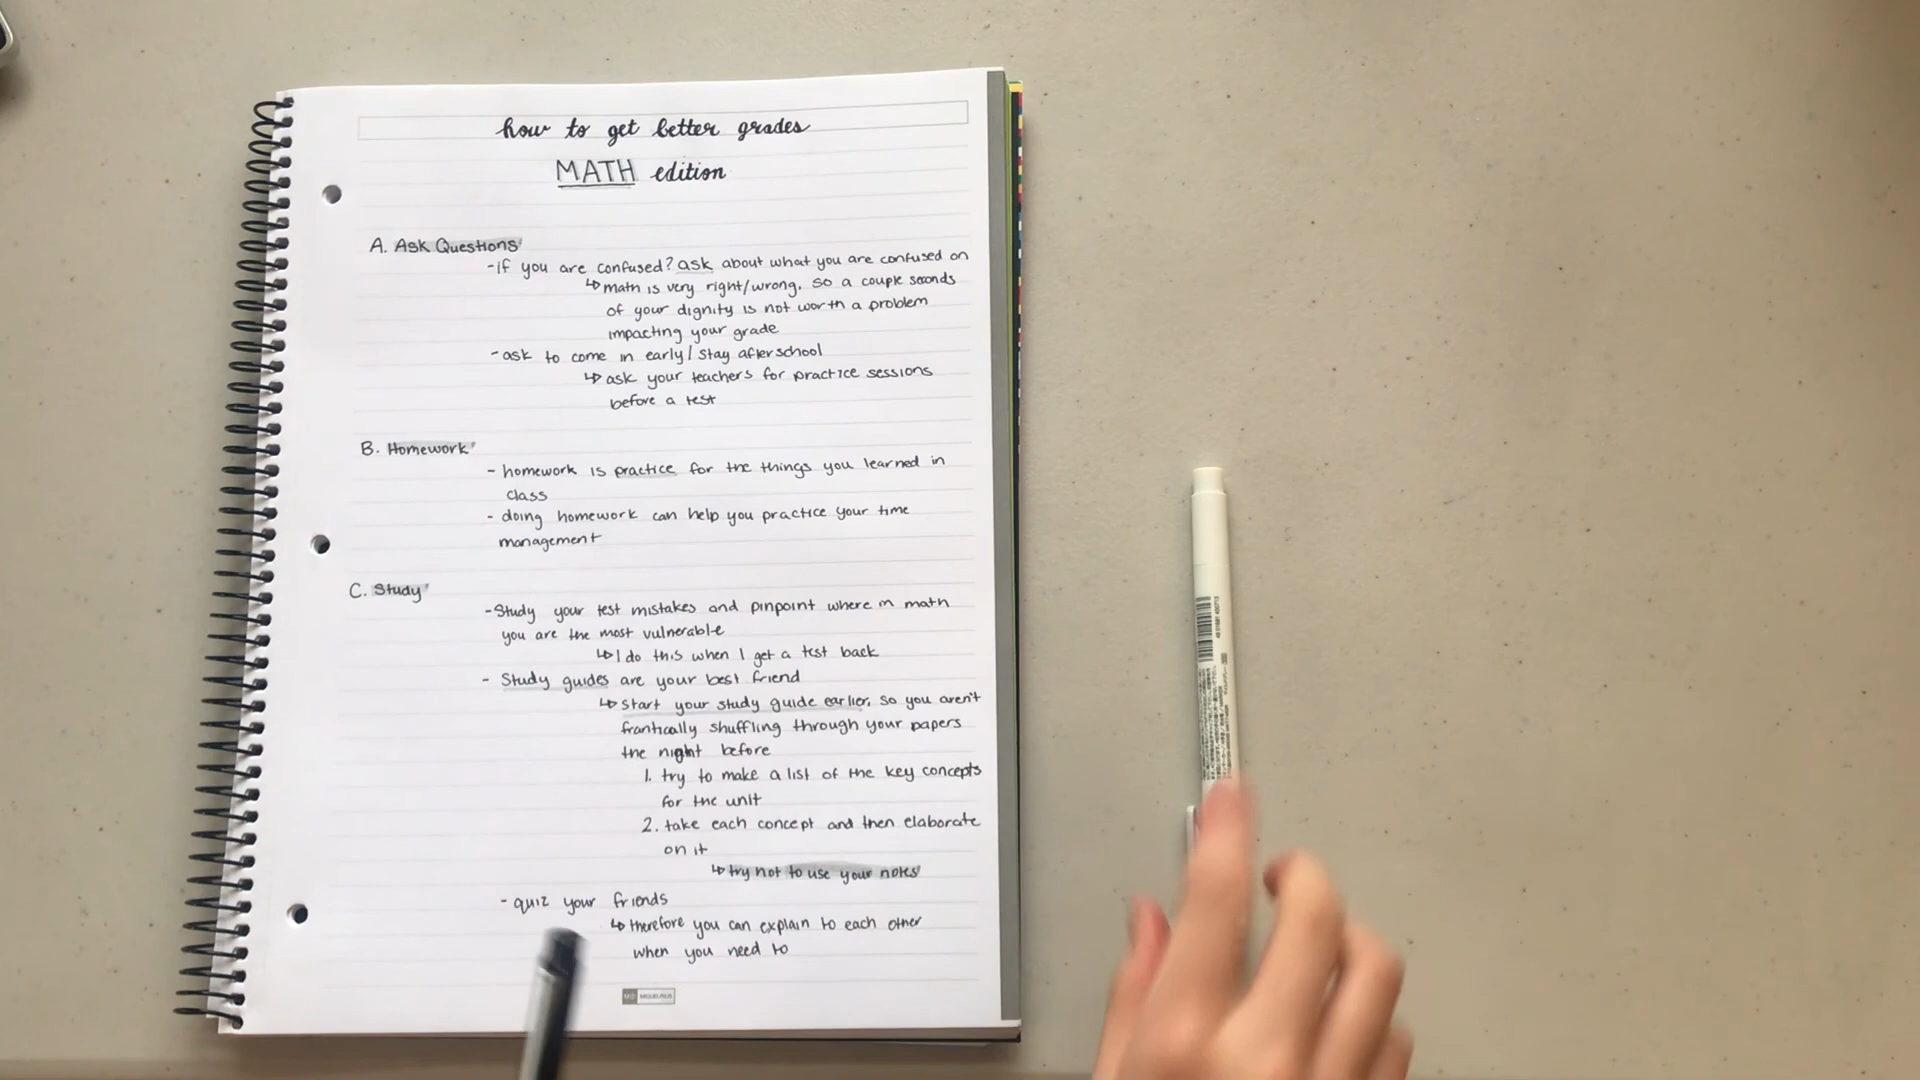 how to get better grades
MATH edition
A. Ask Questions
-if you are confused? ask about what you are confused on
↳ math is very right/wrong, so a couple seconds
of your dignity is not worth a problem
impacting your grade
-ask to come in early/stay afterschool
↳ ask your teachers for practice sessions
before a test
B. Homework
- homework is practice for the things you learned in
class
- doing homework can help you practice your time
management
C. Study
-Study your test mistakes and pinpoint where in math
you are the most vulnerable
↳ I do this when I get a test back
- Study guides are your best friend
↳ Start your study guide earlier, so you aren't
frantically shuffling through your papers
the night before
1. try to make a list of the key concepts
for the unit
2. take each concept and then elaborate
on it
↳ try not to use your notes
- quiz your friends
↳ therefore you can explain to each other
when you need to
MIQUELRIUS